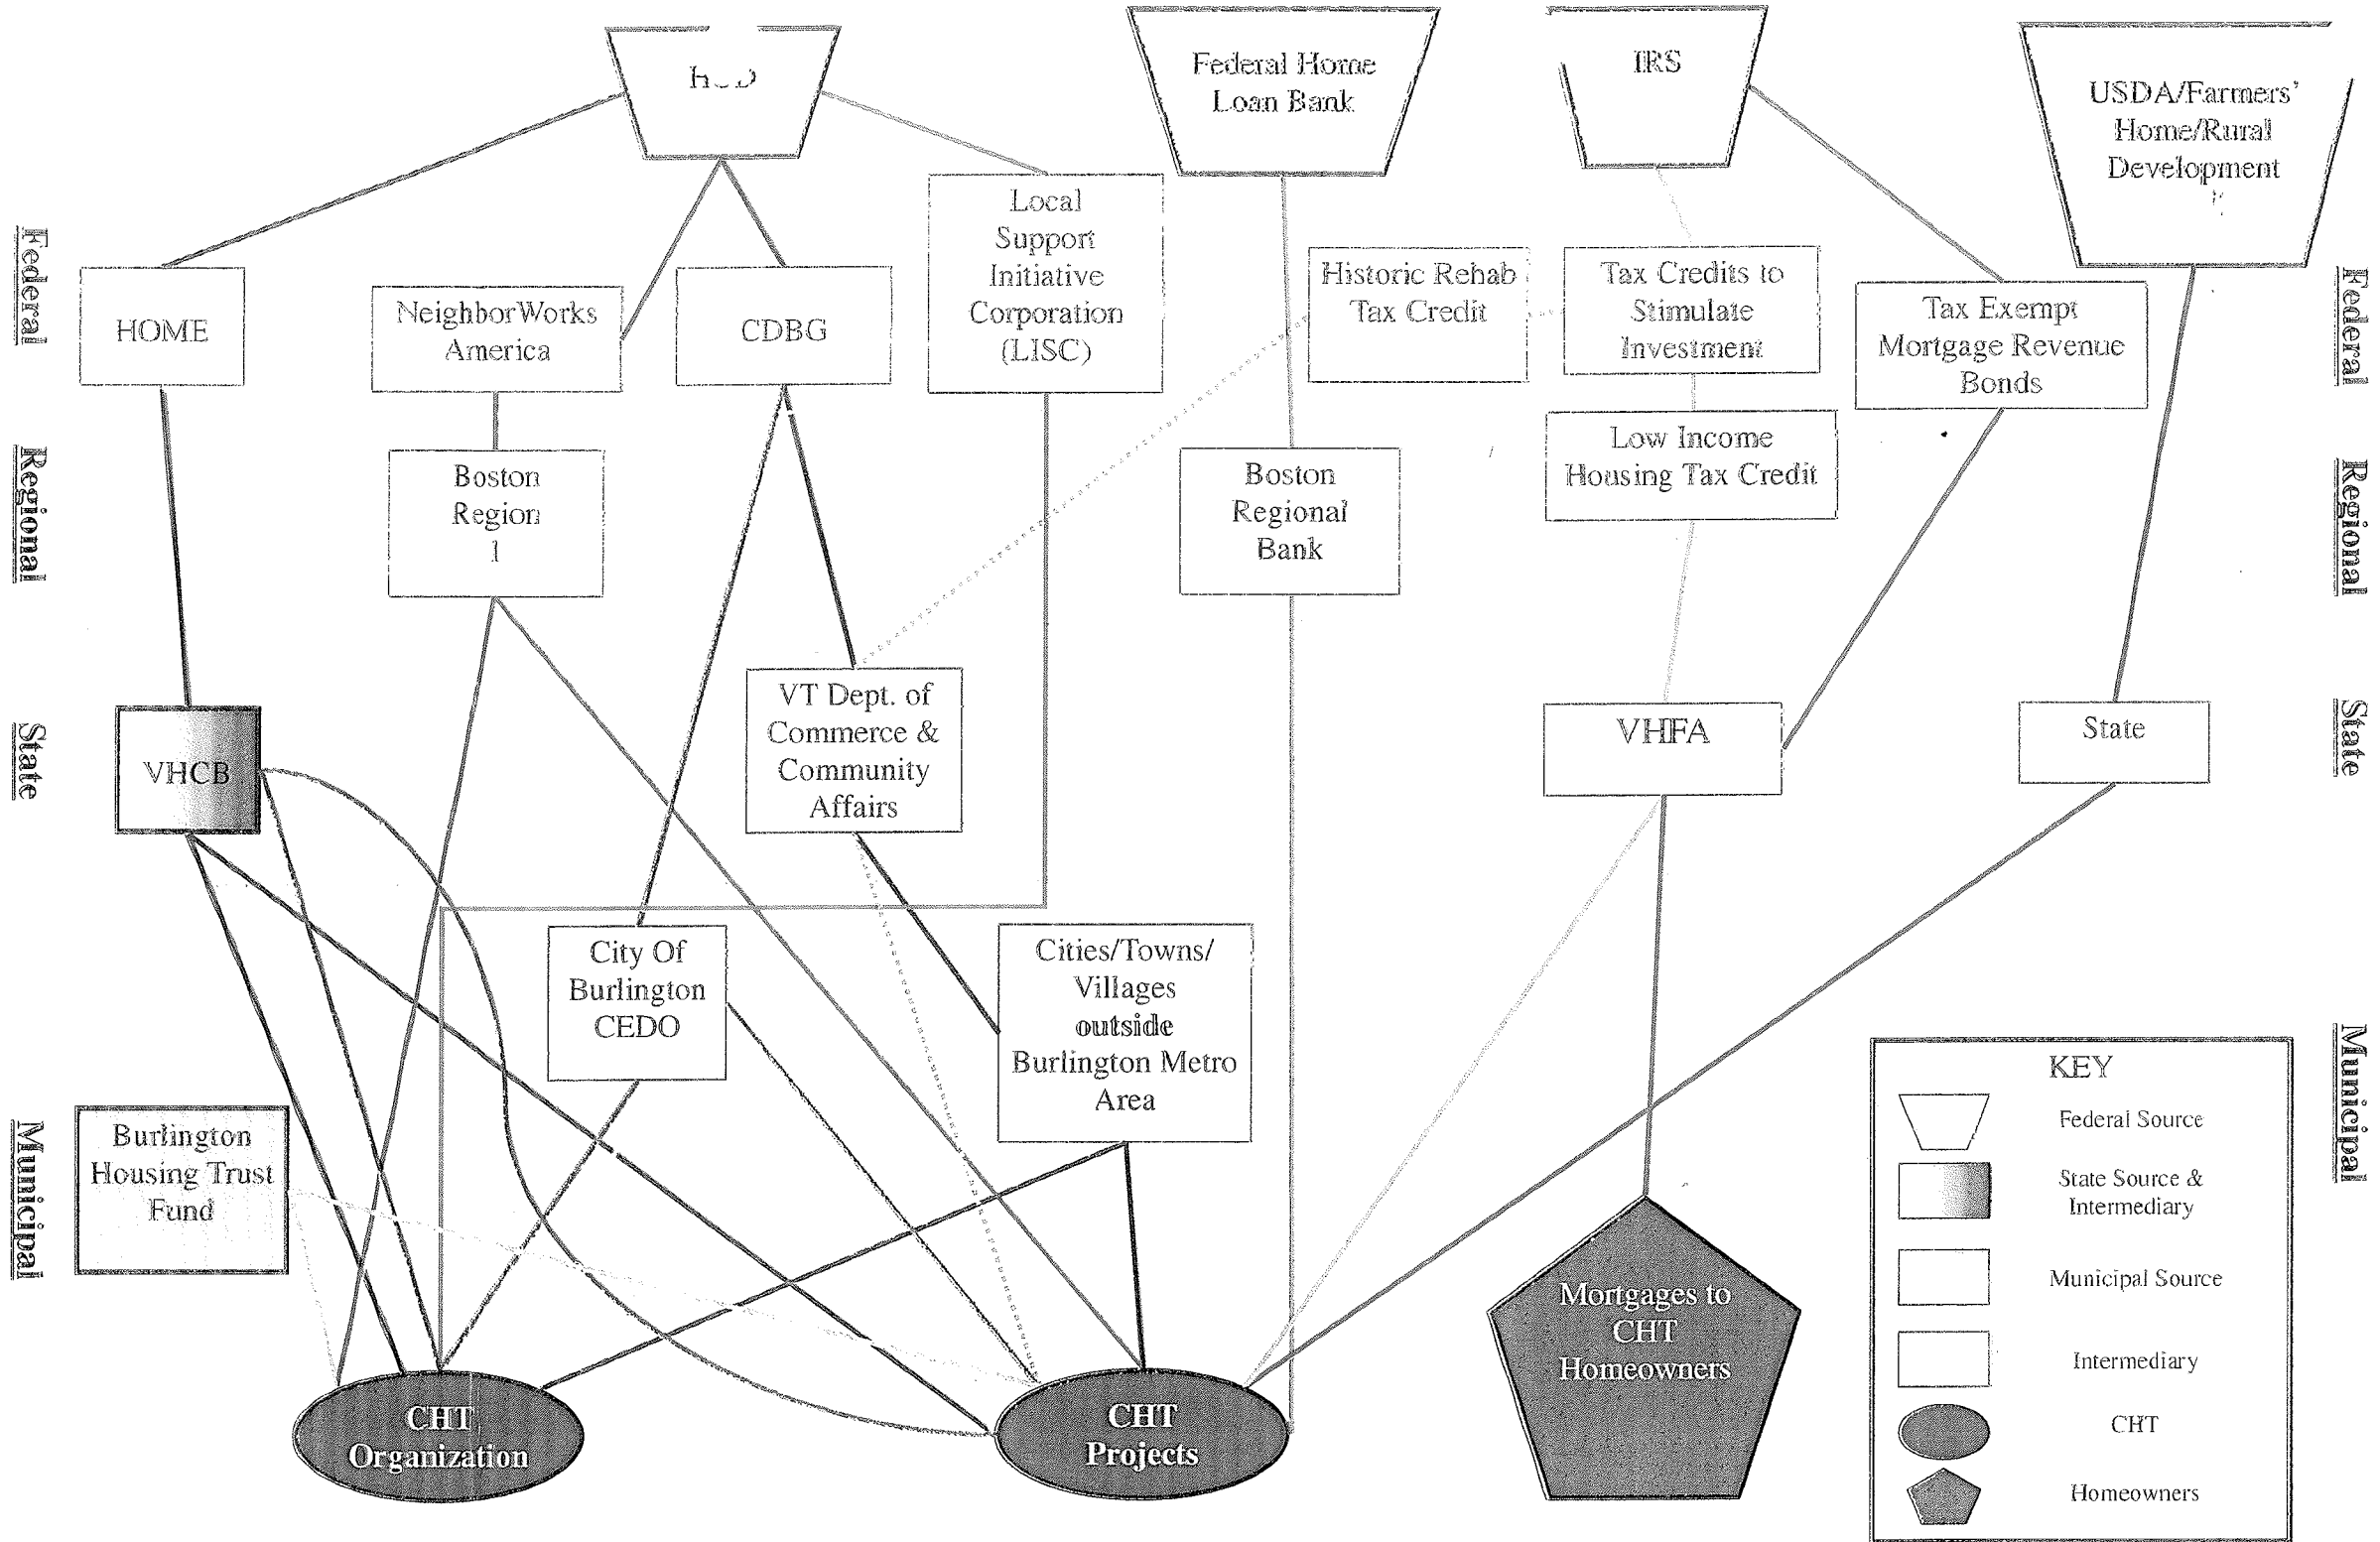 Federal Home
Loan Bank
IRS
USDA/Farmers'
Home/Rural
Development
Federal
HOME
NeighborWorks
America
CDBG
Local
Support
Initiative
Corporation
(LISC)
Historic Rehab
Tax Credit
Tax Credits to
Stimulate
Investment
Tax Exempt
Mortgage Revenue
Bonds
Federal
Regional
Boston
Region
1
Boston
Regional
Bank
Low Income
Housing Tax Credit
Regional
State
VHCB
VT Dept. of
Commerce &
Community
Affairs
VHFA
State
State
City Of
Burlington
CEDO
Cities/Towns/
Villages
outside
Burlington Metro
Area
Municipal
Burlington
Housing Trust
Fund
Municipal
CHT
Organization
CHT
Projects
Mortgages to
CHT
Homeowners
KEY
Federal Source
State Source &
Intermediary
Municipal Source
Intermediary
CHT
Homeowners